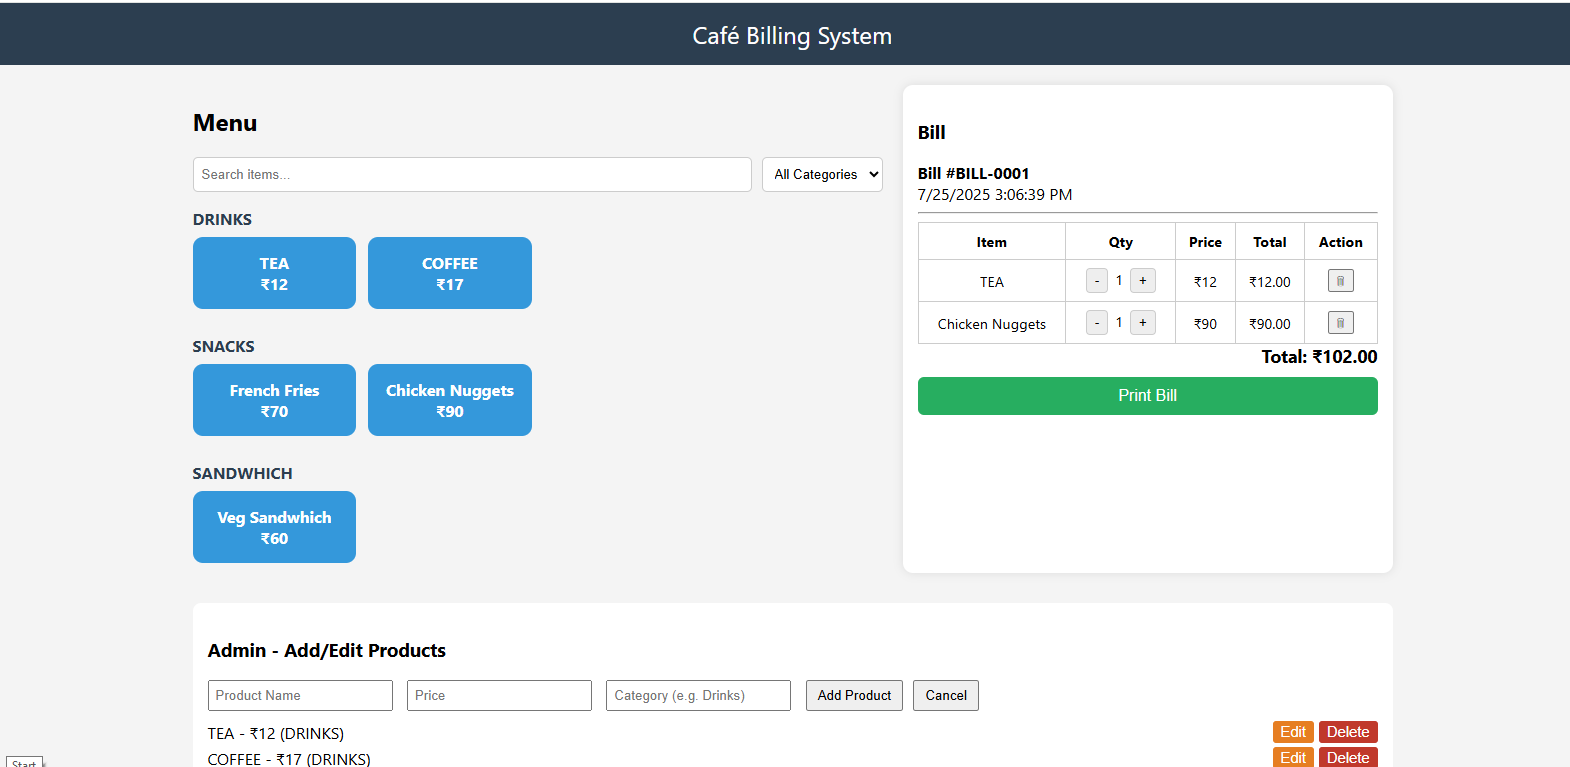 Café Billing System
Menu
Search items...
All Categories
DRINKS
TEA
₹12
COFFEE
₹17
SNACKS
French Fries
₹70
Chicken Nuggets
₹90
SANDWHICH
Veg Sandwhich
₹60
Bill
Bill #BILL-0001
7/25/2025 3:06:39 PM
Item Qty Price Total Action
TEA - 1 + ₹12 ₹12.00
Chicken Nuggets - 1 + ₹90 ₹90.00
Total: ₹102.00
Print Bill
Admin - Add/Edit Products
Product Name Price Category (e.g. Drinks) Add Product Cancel
TEA - ₹12 (DRINKS) Edit Delete
COFFEE - ₹17 (DRINKS) Edit Delete
Start